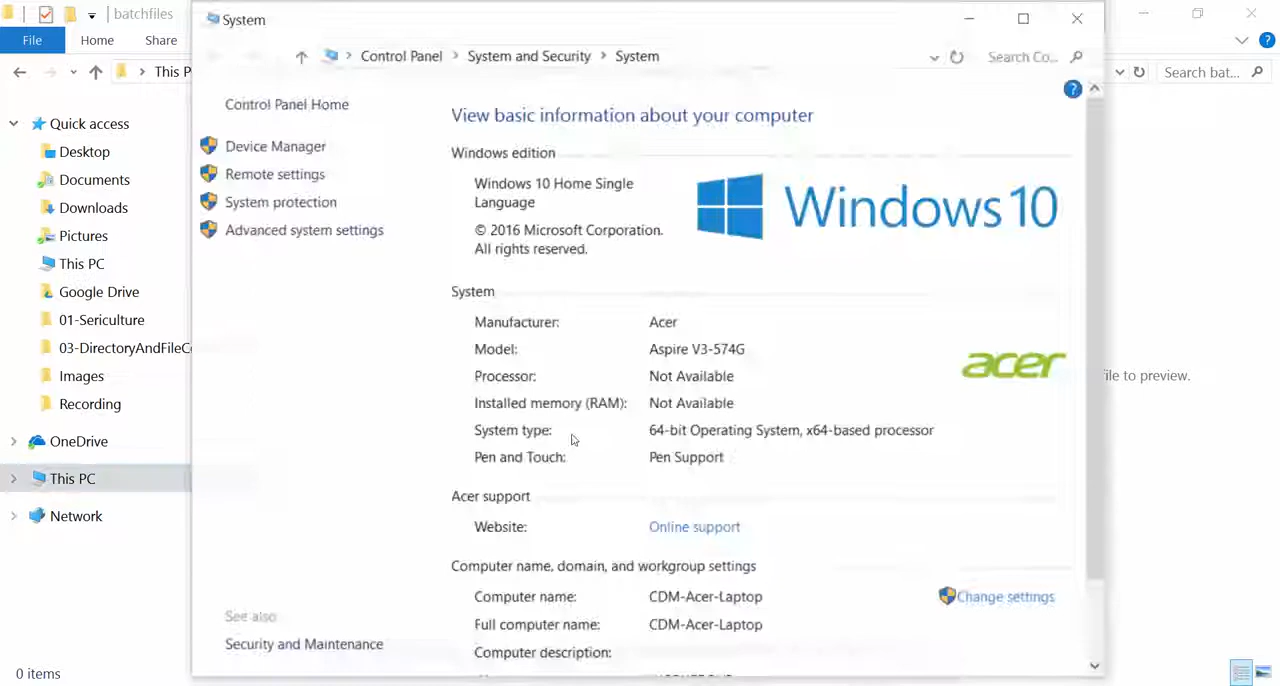 batchfiles
File Home Share
This P
Search bat...
Quick access
Desktop
Documents
Downloads
Pictures
This PC
Google Drive
01-Sericulture
03-DirectoryAndFileC
Images
Recording
OneDrive
This PC
Network
0 items
System
Control Panel System and Security System
Search Co...
Control Panel Home
Device Manager
Remote settings
System protection
Advanced system settings
See also
Security and Maintenance
View basic information about your computer
Windows edition
Windows 10 Home Single
Language
© 2016 Microsoft Corporation.
All rights reserved.
Windows 10
System
Manufacturer: Acer
Model: Aspire V3-574G
Processor: Not Available
Installed memory (RAM): Not Available
System type: 64-bit Operating System, x64-based processor
Pen and Touch: Pen Support
acer
Acer support
Website: Online support
Computer name, domain, and workgroup settings
Computer name: CDM-Acer-Laptop
Change settings
Full computer name: CDM-Acer-Laptop
Computer description:
file to preview.